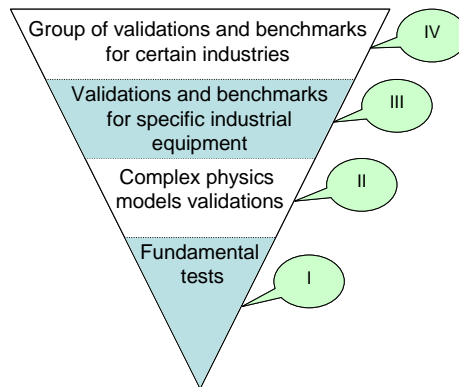 Group of validations and benchmarks
for certain industries
IV
Validations and benchmarks
for specific industrial
equipment
III
Complex physics
models validations
II
Fundamental
tests
I